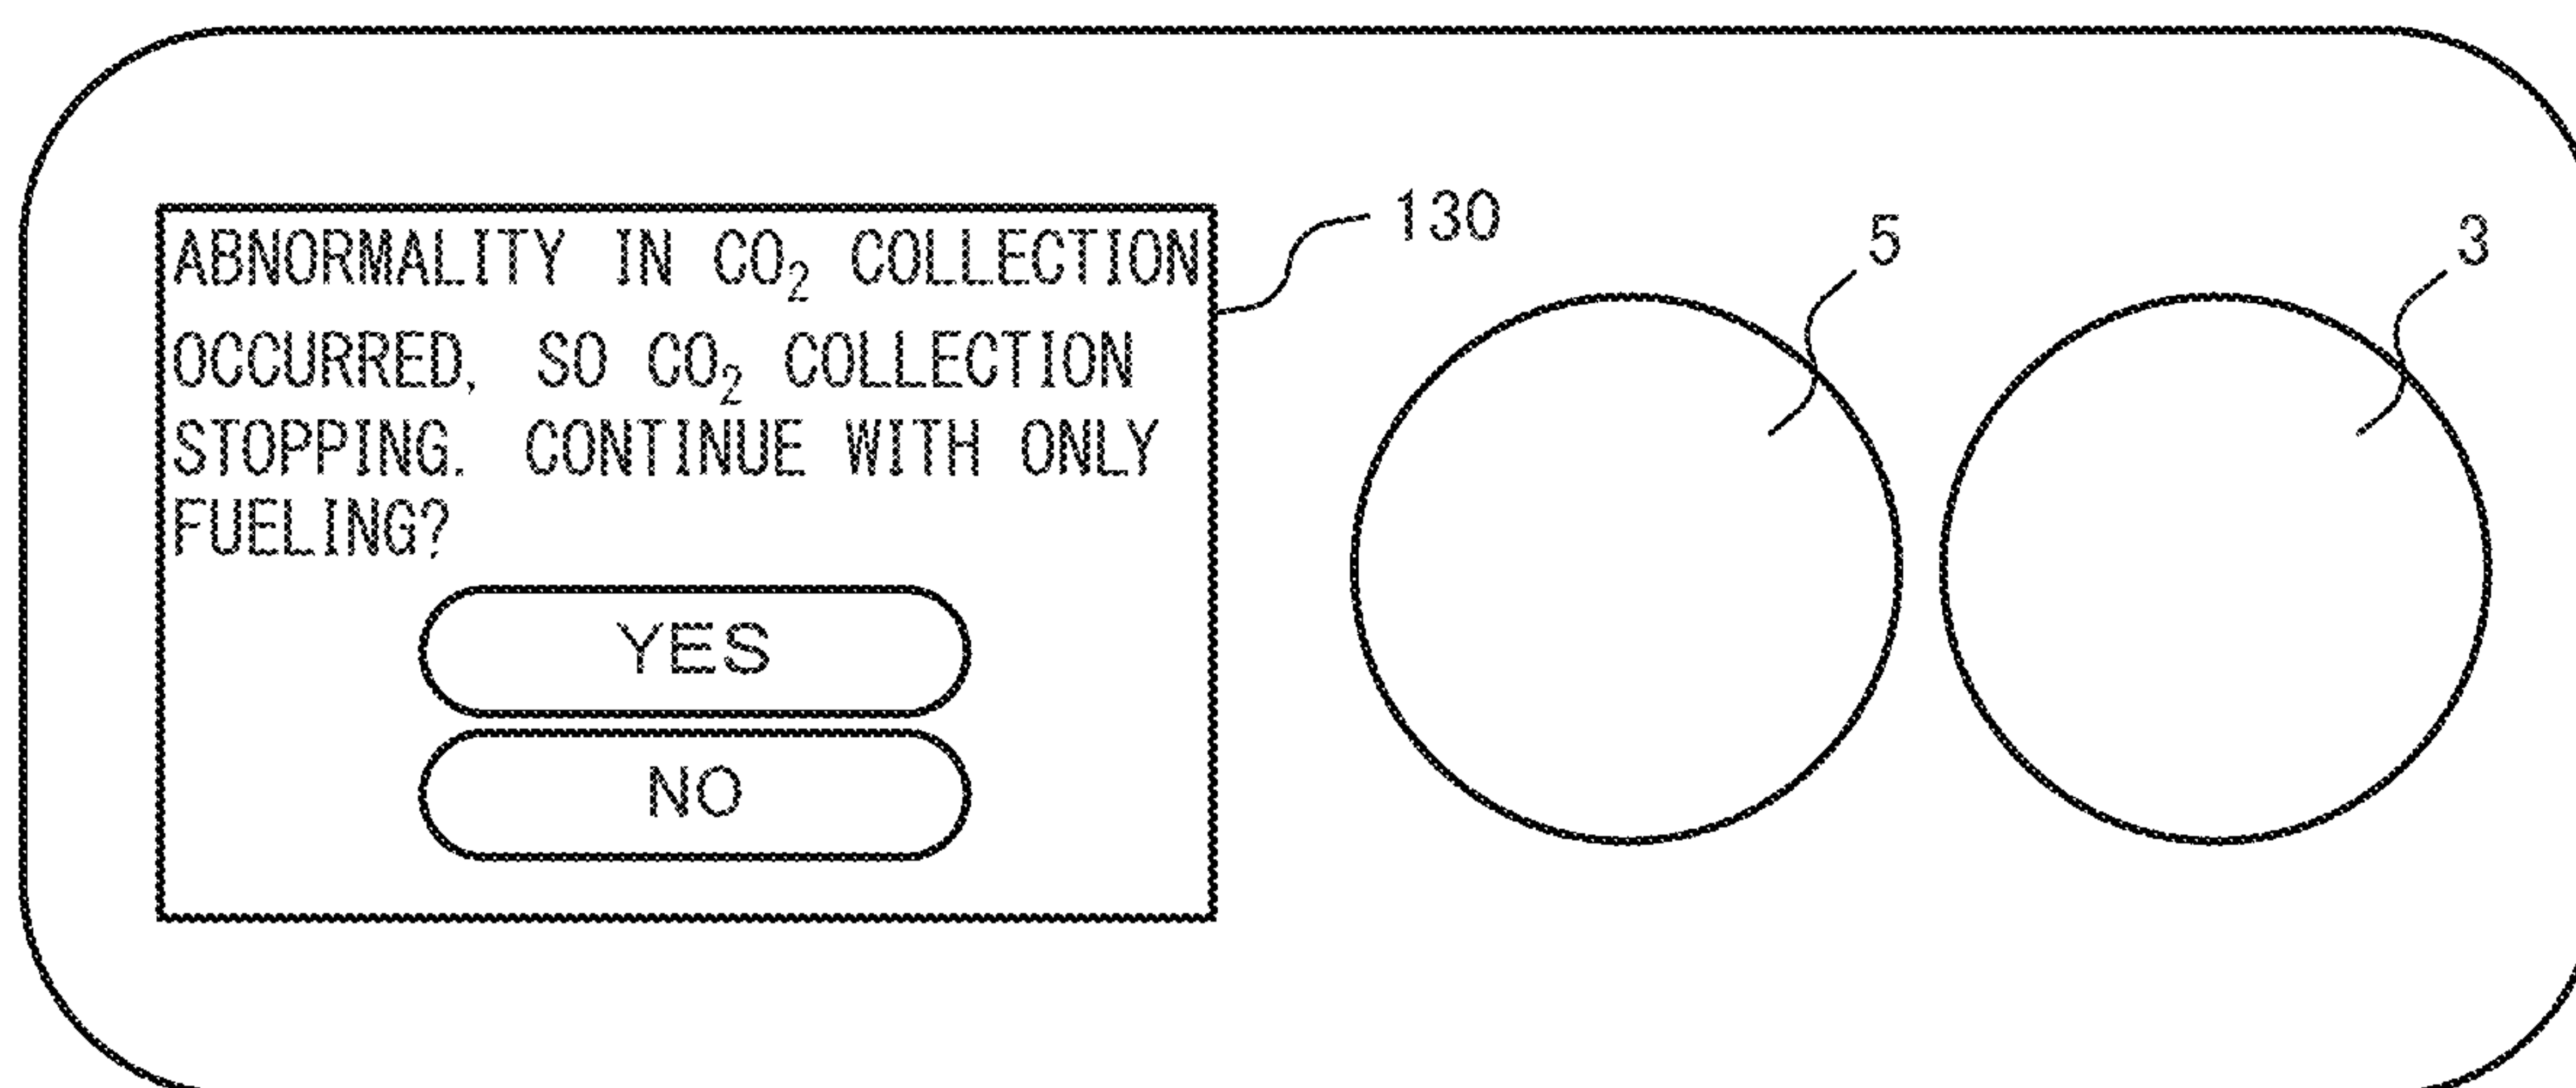 ABNORMALITY IN CO₂ COLLECTION
OCCURRED, SO CO₂ COLLECTION
STOPPING. CONTINUE WITH ONLY
FUELING?
YES
NO
130
5
3